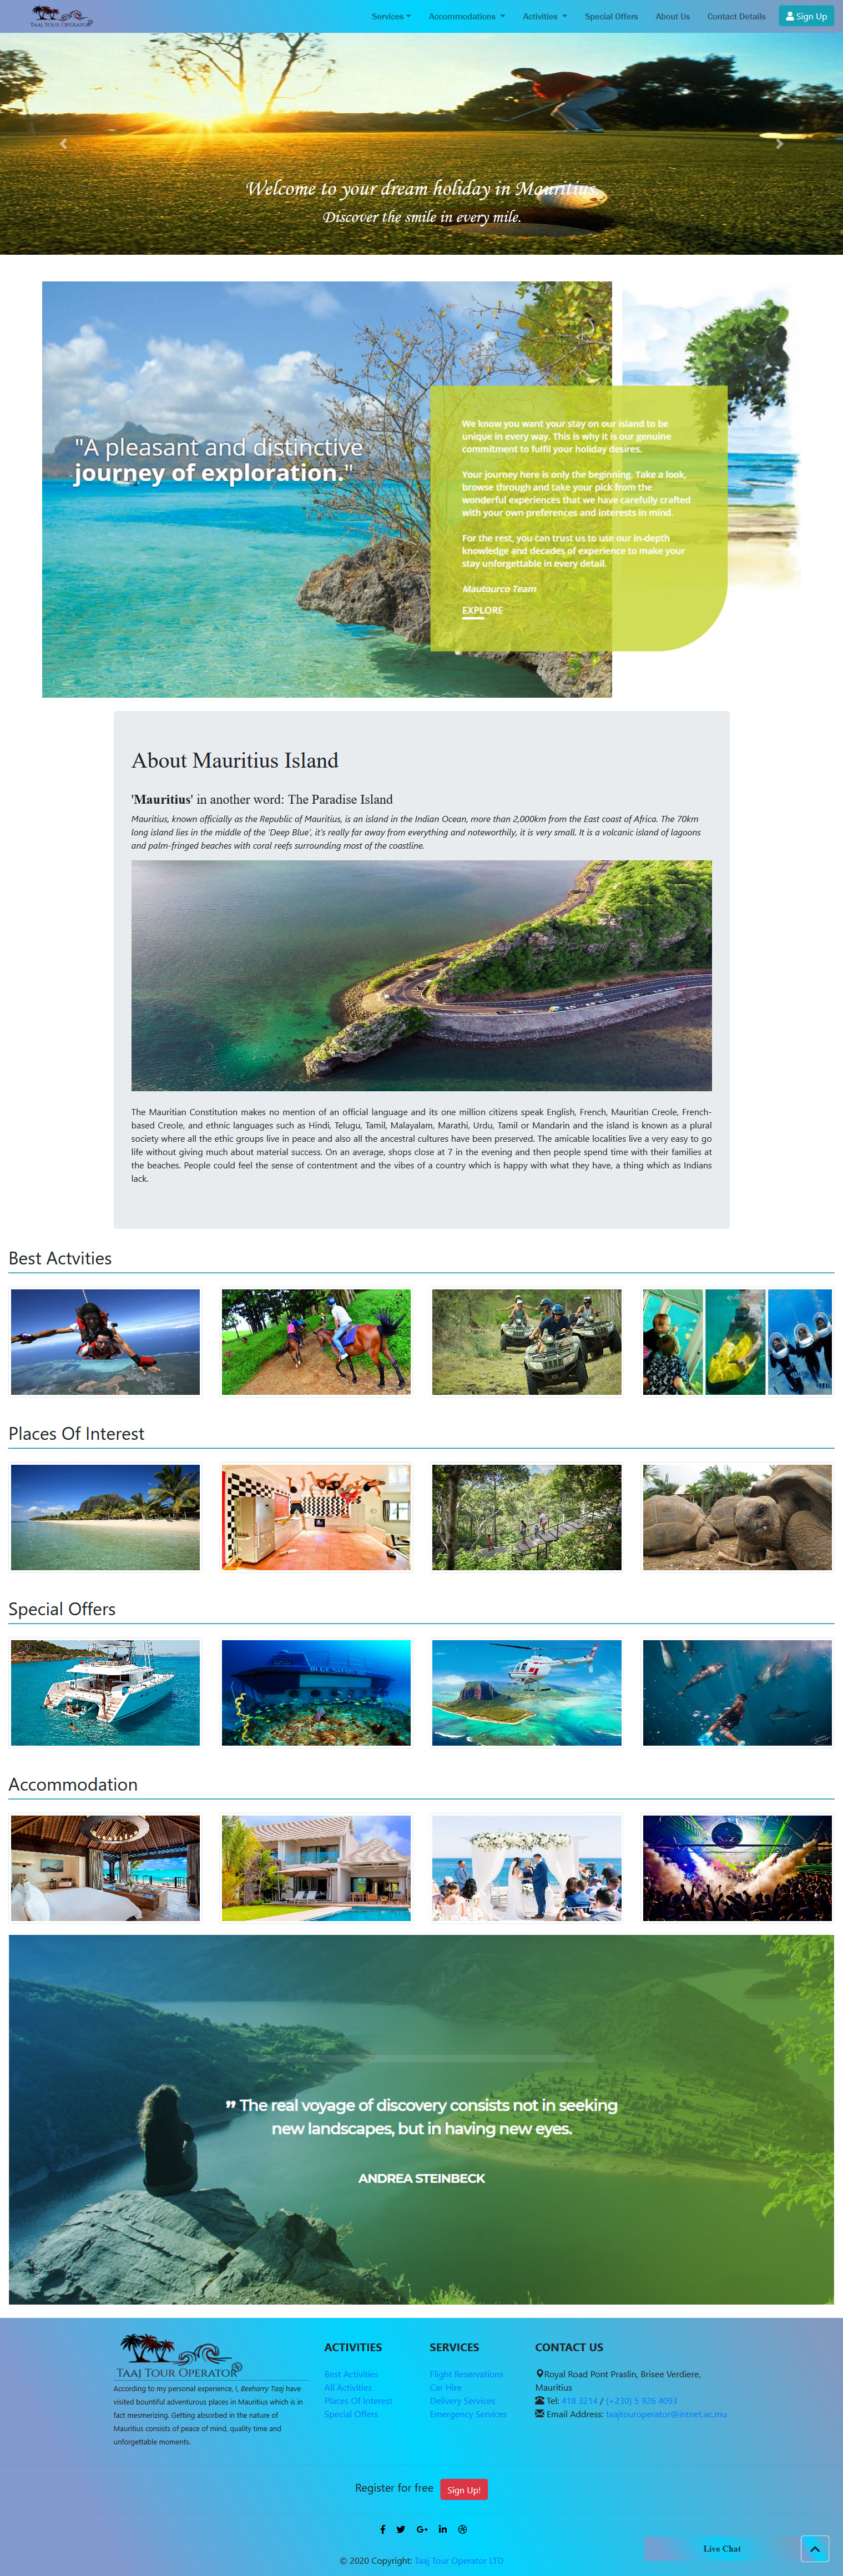 TAAJ TOUR OPERATOR
Services
Accommodations
Activities
Special Offers
About Us
Contact Details
Sign Up
Welcome to your dream holiday in Mauritius.
Discover the smile in every mile.
"A pleasant and distinctive
journey of exploration."
We know you want your stay on our island to be
unique in every way. This is why it is our genuine
commitment to fulfil your holiday desires.
Your journey here is only the beginning. Take a look,
browse through and take your pick from the
wonderful experiences that we have carefully crafted
with your own preferences and interests in mind.
For the rest, you can trust us to use our in-depth
knowledge and decades of experience to make your
stay unforgettable in every detail.
Mautourco Team
EXPLORE
About Mauritius Island
'Mauritius' in another word: The Paradise Island
Mauritius, known officially as the Republic of Mauritius, is an island in the Indian Ocean, more than 2,000km from the East coast of Africa. The 70km
long island lies in the middle of the 'Deep Blue', it's really far away from everything and noteworthily, it is very small. It is a volcanic island of lagoons
and palm-fringed beaches with coral reefs surrounding most of the coastline.
The Mauritian Constitution makes no mention of an official language and its one million citizens speak English, French, Mauritian Creole, French-
based Creole, and ethnic languages such as Hindi, Telugu, Tamil, Malayalam, Marathi, Urdu, Tamil or Mandarin and the island is known as a plural
society where all the ethnic groups live in peace and also all the ancestral cultures have been preserved. The amicable localities live a very easy to go
life without giving much about material success. On an average, shops close at 7 in the evening and then people spend time with their families at
the beaches. People could feel the sense of contentment and the vibes of a country which is happy with what they have, a thing which as Indians
lack.
Best Actvities
Places Of Interest
Special Offers
BLUE SAFARI
Accommodation
" The real voyage of discovery consists not in seeking
new landscapes, but in having new eyes.
ANDREA STEINBECK
TAAJ TOUR OPERATOR
According to my personal experience, I, Beeharry Taaj have
visited bountiful adventurous places in Mauritius which is in
fact mesmerizing. Getting absorbed in the nature of
Mauritius consists of peace of mind, quality time and
unforgettable moments.
ACTIVITIES
Best Activities
All Activities
Places Of Interest
Special Offers
SERVICES
Flight Reservations
Car Hire
Delivery Services
Emergency Services
CONTACT US
Royal Road Pont Praslin, Brisee Verdiere,
Mauritius
Tel: 418 3214 / (+230) 5 926 4093
Email Address: taajtouroperator@intnet.ac.mu
Register for free Sign Up!
© 2020 Copyright: Taaj Tour Operator LTD
Live Chat